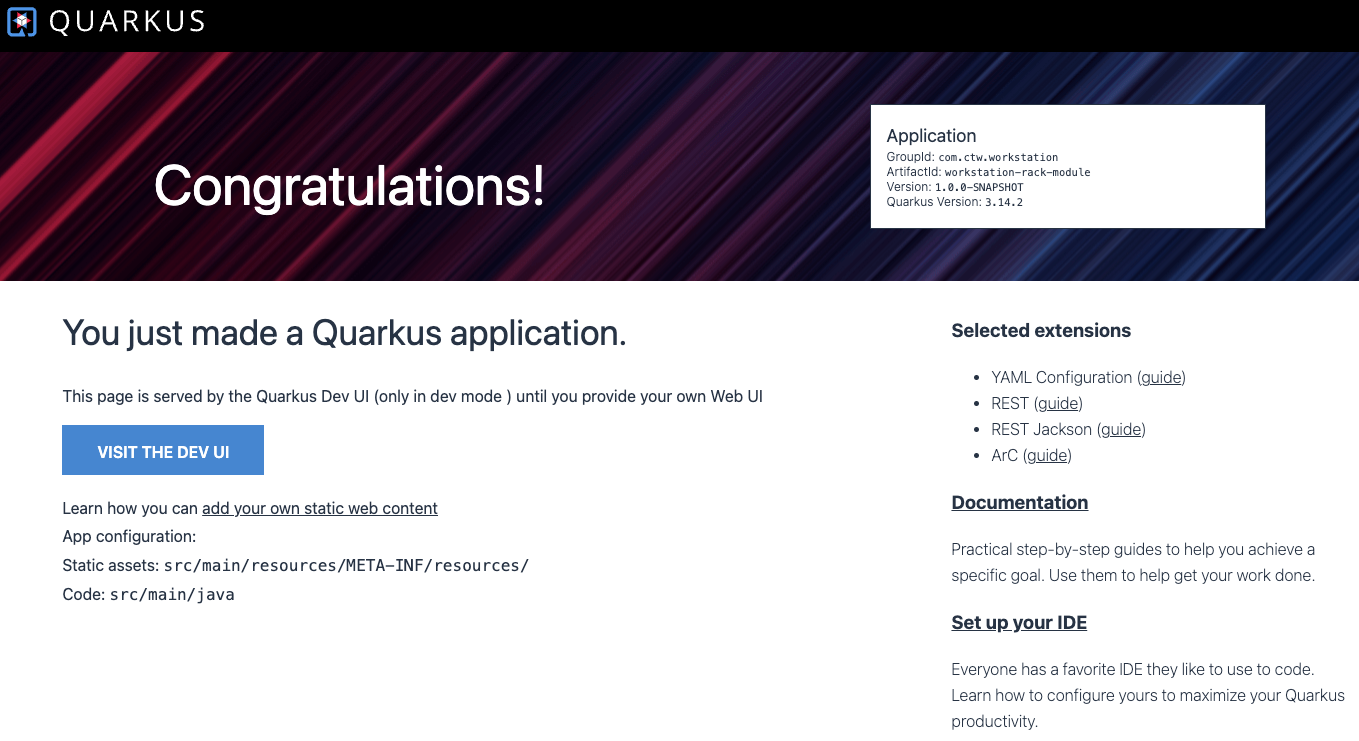 QUARKUS
Congratulations!
Application
GroupId: com.ctw.workstation
ArtifactId: workstation-rack-module
Version: 1.0.0-SNAPSHOT
Quarkus Version: 3.14.2
You just made a Quarkus application.
This page is served by the Quarkus Dev UI (only in dev mode ) until you provide your own Web UI
VISIT THE DEV UI
Learn how you can add your own static web content
App configuration:
Static assets: src/main/resources/META-INF/resources/
Code: src/main/java
Selected extensions
• YAML Configuration (guide)
• REST (guide)
• REST Jackson (guide)
• ArC (guide)
Documentation
Practical step-by-step guides to help you achieve a
specific goal. Use them to help get your work done.
Set up your IDE
Everyone has a favorite IDE they like to use to code.
Learn how to configure yours to maximize your Quarkus
productivity.